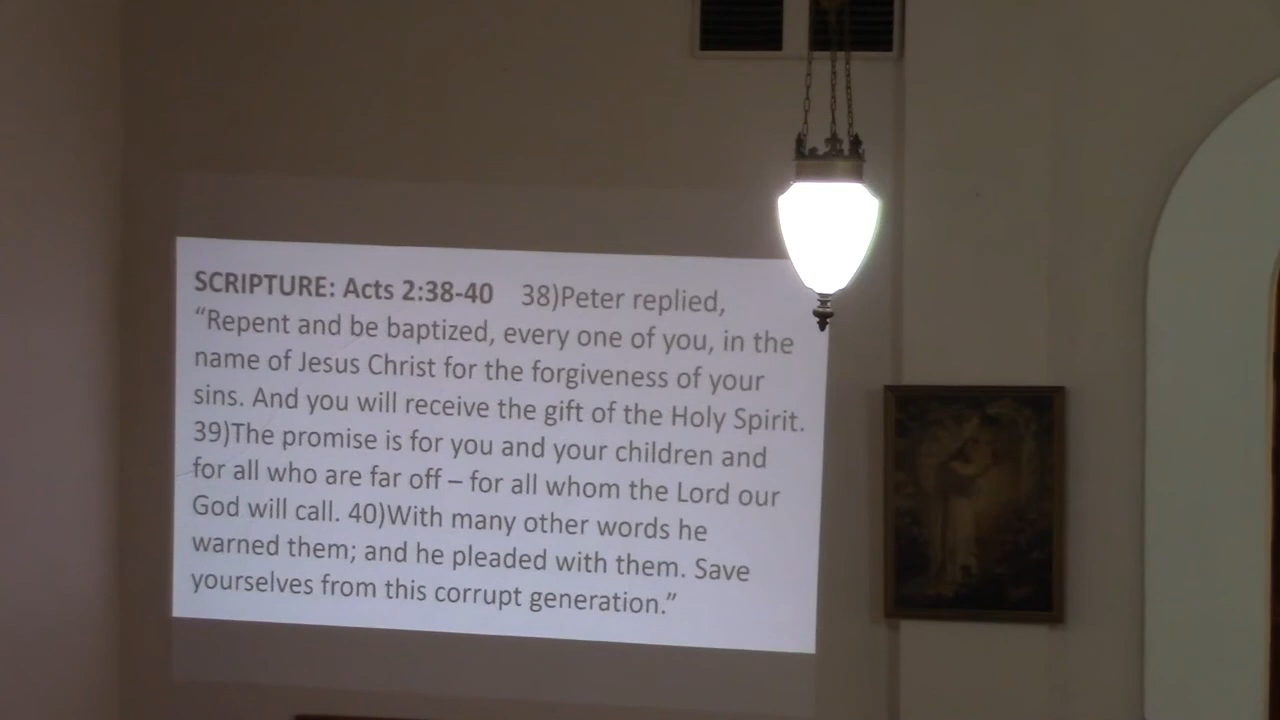 SCRIPTURE: Acts 2:38-40 38)Peter replied,
“Repent and be baptized, every one of you, in the
name of Jesus Christ for the forgiveness of your
sins. And you will receive the gift of the Holy Spirit.
39)The promise is for you and your children and
for all who are far off – for all whom the Lord our
God will call. 40)With many other words he
warned them; and he pleaded with them. Save
yourselves from this corrupt generation.”